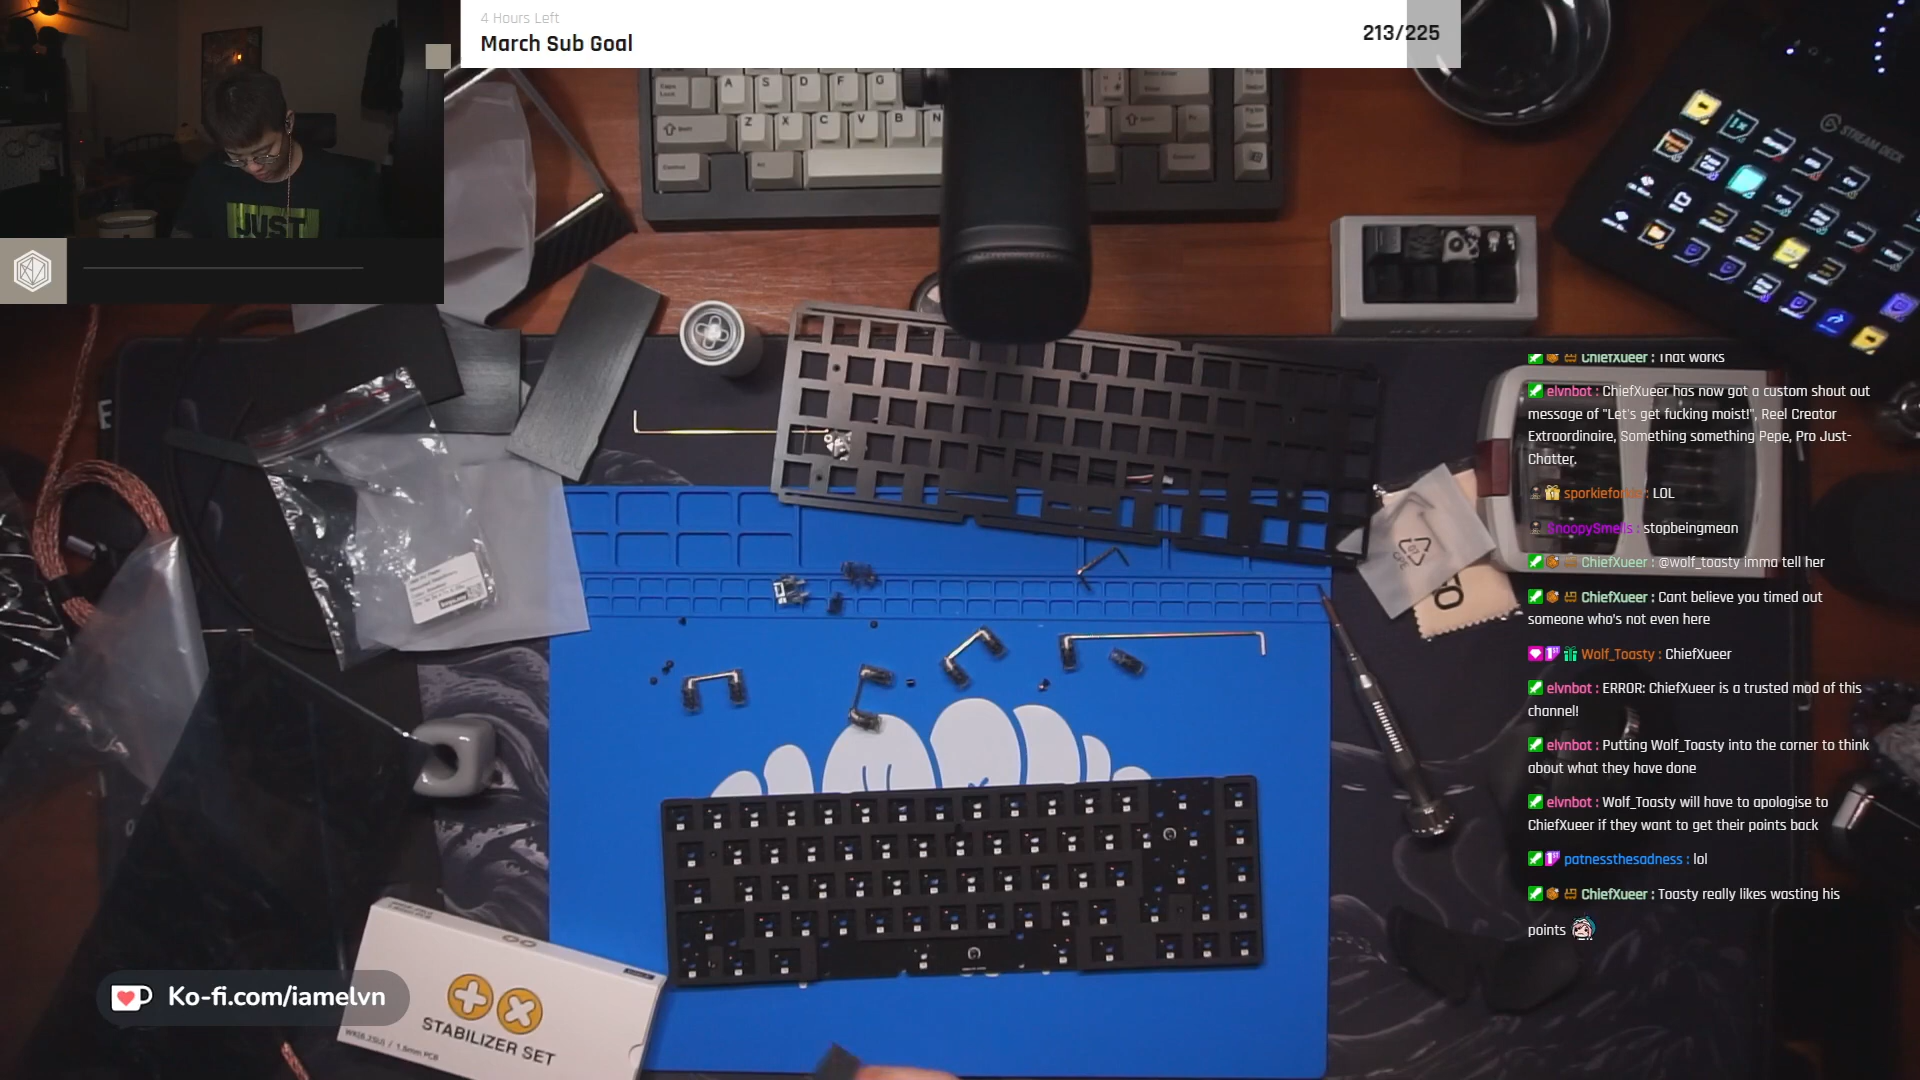 4 Hours Left
March Sub Goal
213/225
JUST
A S D F G
Z X C V B N
STREAM DECK
ChiefXueer : That works
elvnbot : ChiefXueer has now got a custom shout out
message of "Let's get fucking moist!", Reel Creator
Extraordinaire, Something something Pepe, Pro Just-
Chatter.
: LOL
SnoopySmells : stopbeingmean
ChiefXueer : @wolf_toasty imma tell her
ChiefXueer : Cant believe you timed out
someone who's not even here
Wolf_Toasty : ChiefXueer
elvnbot : ERROR: ChiefXueer is a trusted mod of this
channel!
elvnbot : Putting Wolf_Toasty into the corner to think
about what they have done
elvnbot : Wolf_Toasty will have to apologise to
ChiefXueer if they want to get their points back
patnessthesadness : lol
ChiefXueer : Toasty really likes wasting his
points
Ko-fi.com/iamelvn
STABILIZER SET